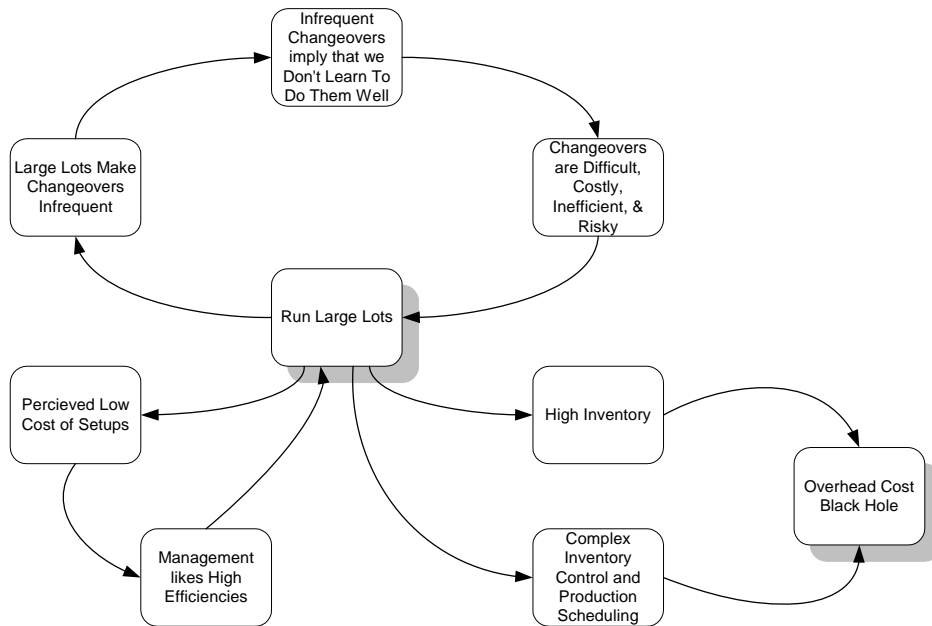 Infrequent
Changeovers
imply that we
Don't Learn To
Do Them Well
Large Lots Make
Changeovers
Infrequent
Changeovers
are Difficult,
Costly,
Inefficient, &
Risky
Run Large Lots
Percieved Low
Cost of Setups
High Inventory
Overhead Cost
Black Hole
Management
likes High
Efficiencies
Complex
Inventory
Control and
Production
Scheduling